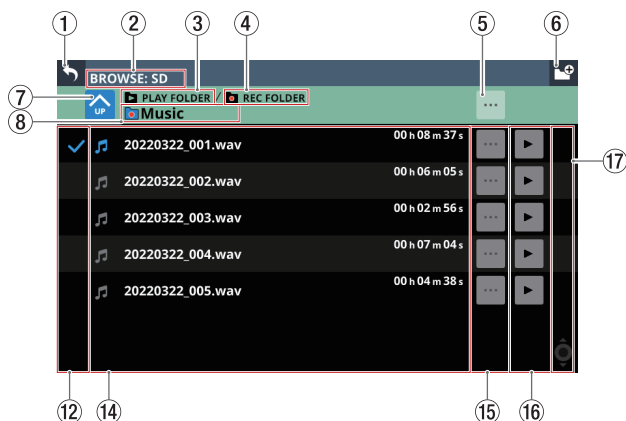 1 2 3 4 5 6
BROWSE: SD
7 UP PLAY FOLDER / REC FOLDER ...
8 Music
20220322_001.wav 00 h 08 m 37 s ...
17
20220322_002.wav 00 h 06 m 05 s ...
20220322_003.wav 00 h 02 m 56 s ...
20220322_004.wav 00 h 07 m 04 s ...
20220322_005.wav 00 h 04 m 38 s ...
12 14 15 16